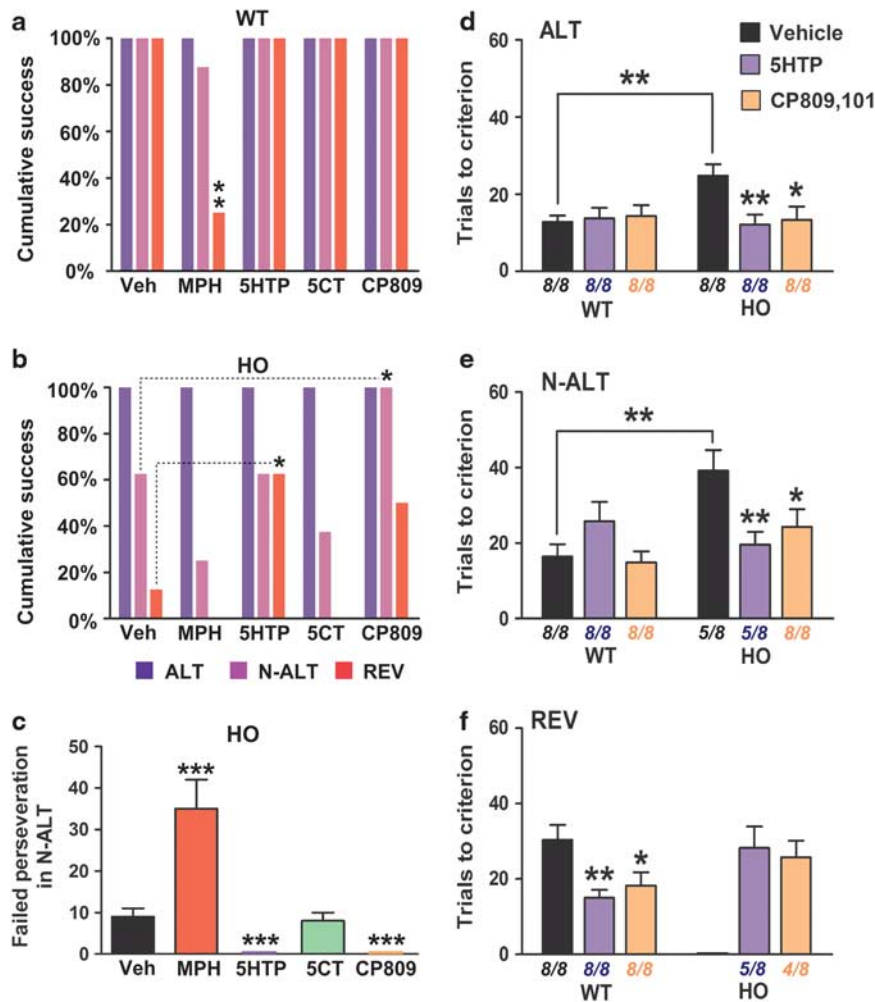 a
WT
100%
80%
60%
40%
20%
0%
Cumulative success
**
Veh MPH 5HTP 5CT CP809
b
HO
100%
80%
60%
40%
20%
0%
Cumulative success
*
*
Veh MPH 5HTP 5CT CP809
ALT N-ALT REV
c
HO
50
40
30
20
10
0
Failed perseveration
in N-ALT
***
***
***
Veh MPH 5HTP 5CT CP809
d
ALT
Vehicle
5HTP
CP809,101
60
40
20
0
Trials to criterion
**
**
*
8/8 8/8 8/8 8/8 8/8 8/8
WT HO
e
N-ALT
60
40
20
0
Trials to criterion
**
**
*
8/8 8/8 8/8 5/8 5/8 8/8
WT HO
f
REV
60
40
20
0
Trials to criterion
**
*
8/8 8/8 8/8 5/8 4/8
WT HO